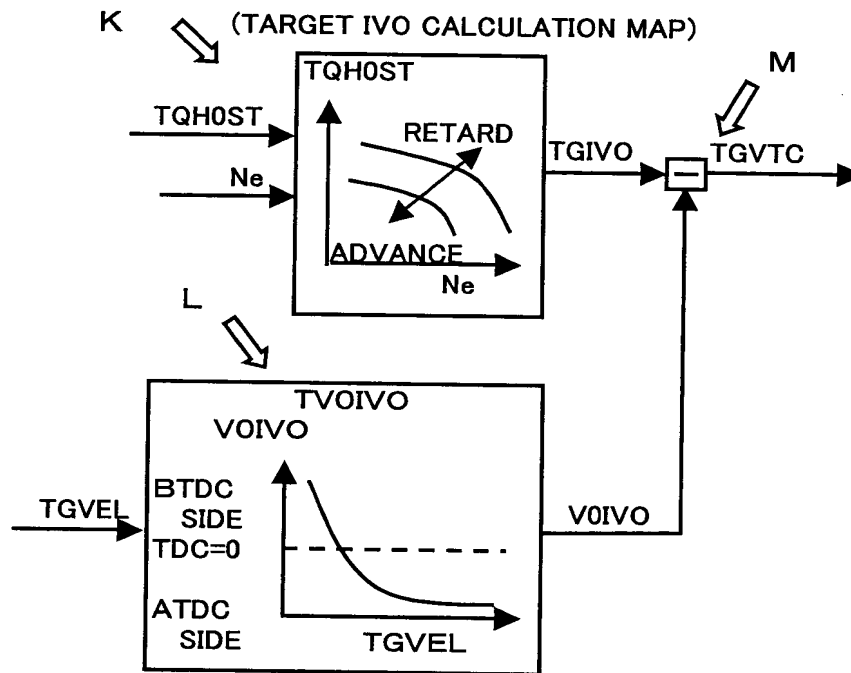 K
(TARGET IVO CALCULATION MAP)
TQH0ST
M
TQH0ST
RETARD
TGIVO
TGVTC
Ne
ADVANCE
Ne
L
TV0IVO
V0IVO
BTDC
SIDE
TGVEL
V0IVO
TDC=0
ATDC
SIDE
TGVEL